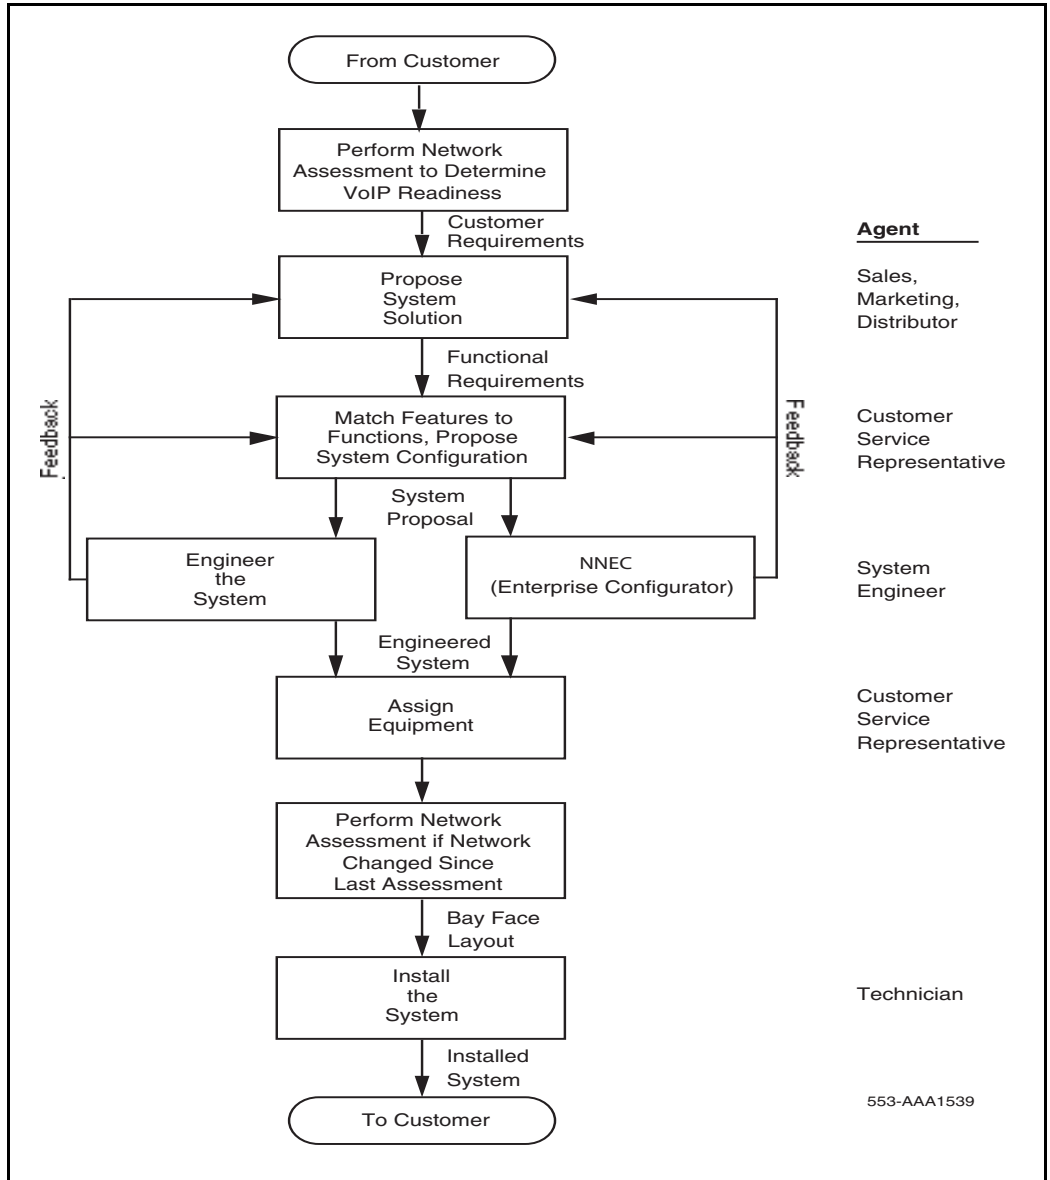 From Customer
Perform Network
Assessment to Determine
VoIP Readiness
Customer
Requirements
Agent
Propose
System
Solution
Sales,
Marketing,
Distributor
Functional
Requirements
Feedback
Feedback
Match Features to
Functions, Propose
System Configuration
Customer
Service
Representative
System
Proposal
Engineer
the
System
NNEC
(Enterprise Configurator)
System
Engineer
Engineered
System
Assign
Equipment
Customer
Service
Representative
Perform Network
Assessment if Network
Changed Since
Last Assessment
Bay Face
Layout
Install
the
System
Technician
Installed
System
To Customer
553-AAA1539